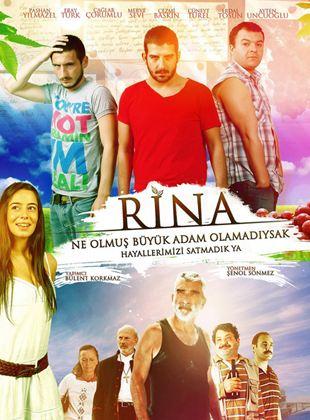 PAŞHAN YILMAZEL
ERAY TÜRK
ÇAĞLAR ÇORUMLU
MERVE SEVİ
CEZMİ BASKIN
CÜNEYT TÜREL
ERDAL TOSUN
AYTEN UNCUOĞLU
RİNA
NE OLMUŞ BÜYÜK ADAM OLAMADIYSAK
HAYALLERİMİZİ SATMADIK YA
YAPIMCI
BÜLENT KORKMAZ
YÖNETMEN
ŞENOL SÖNMEZ